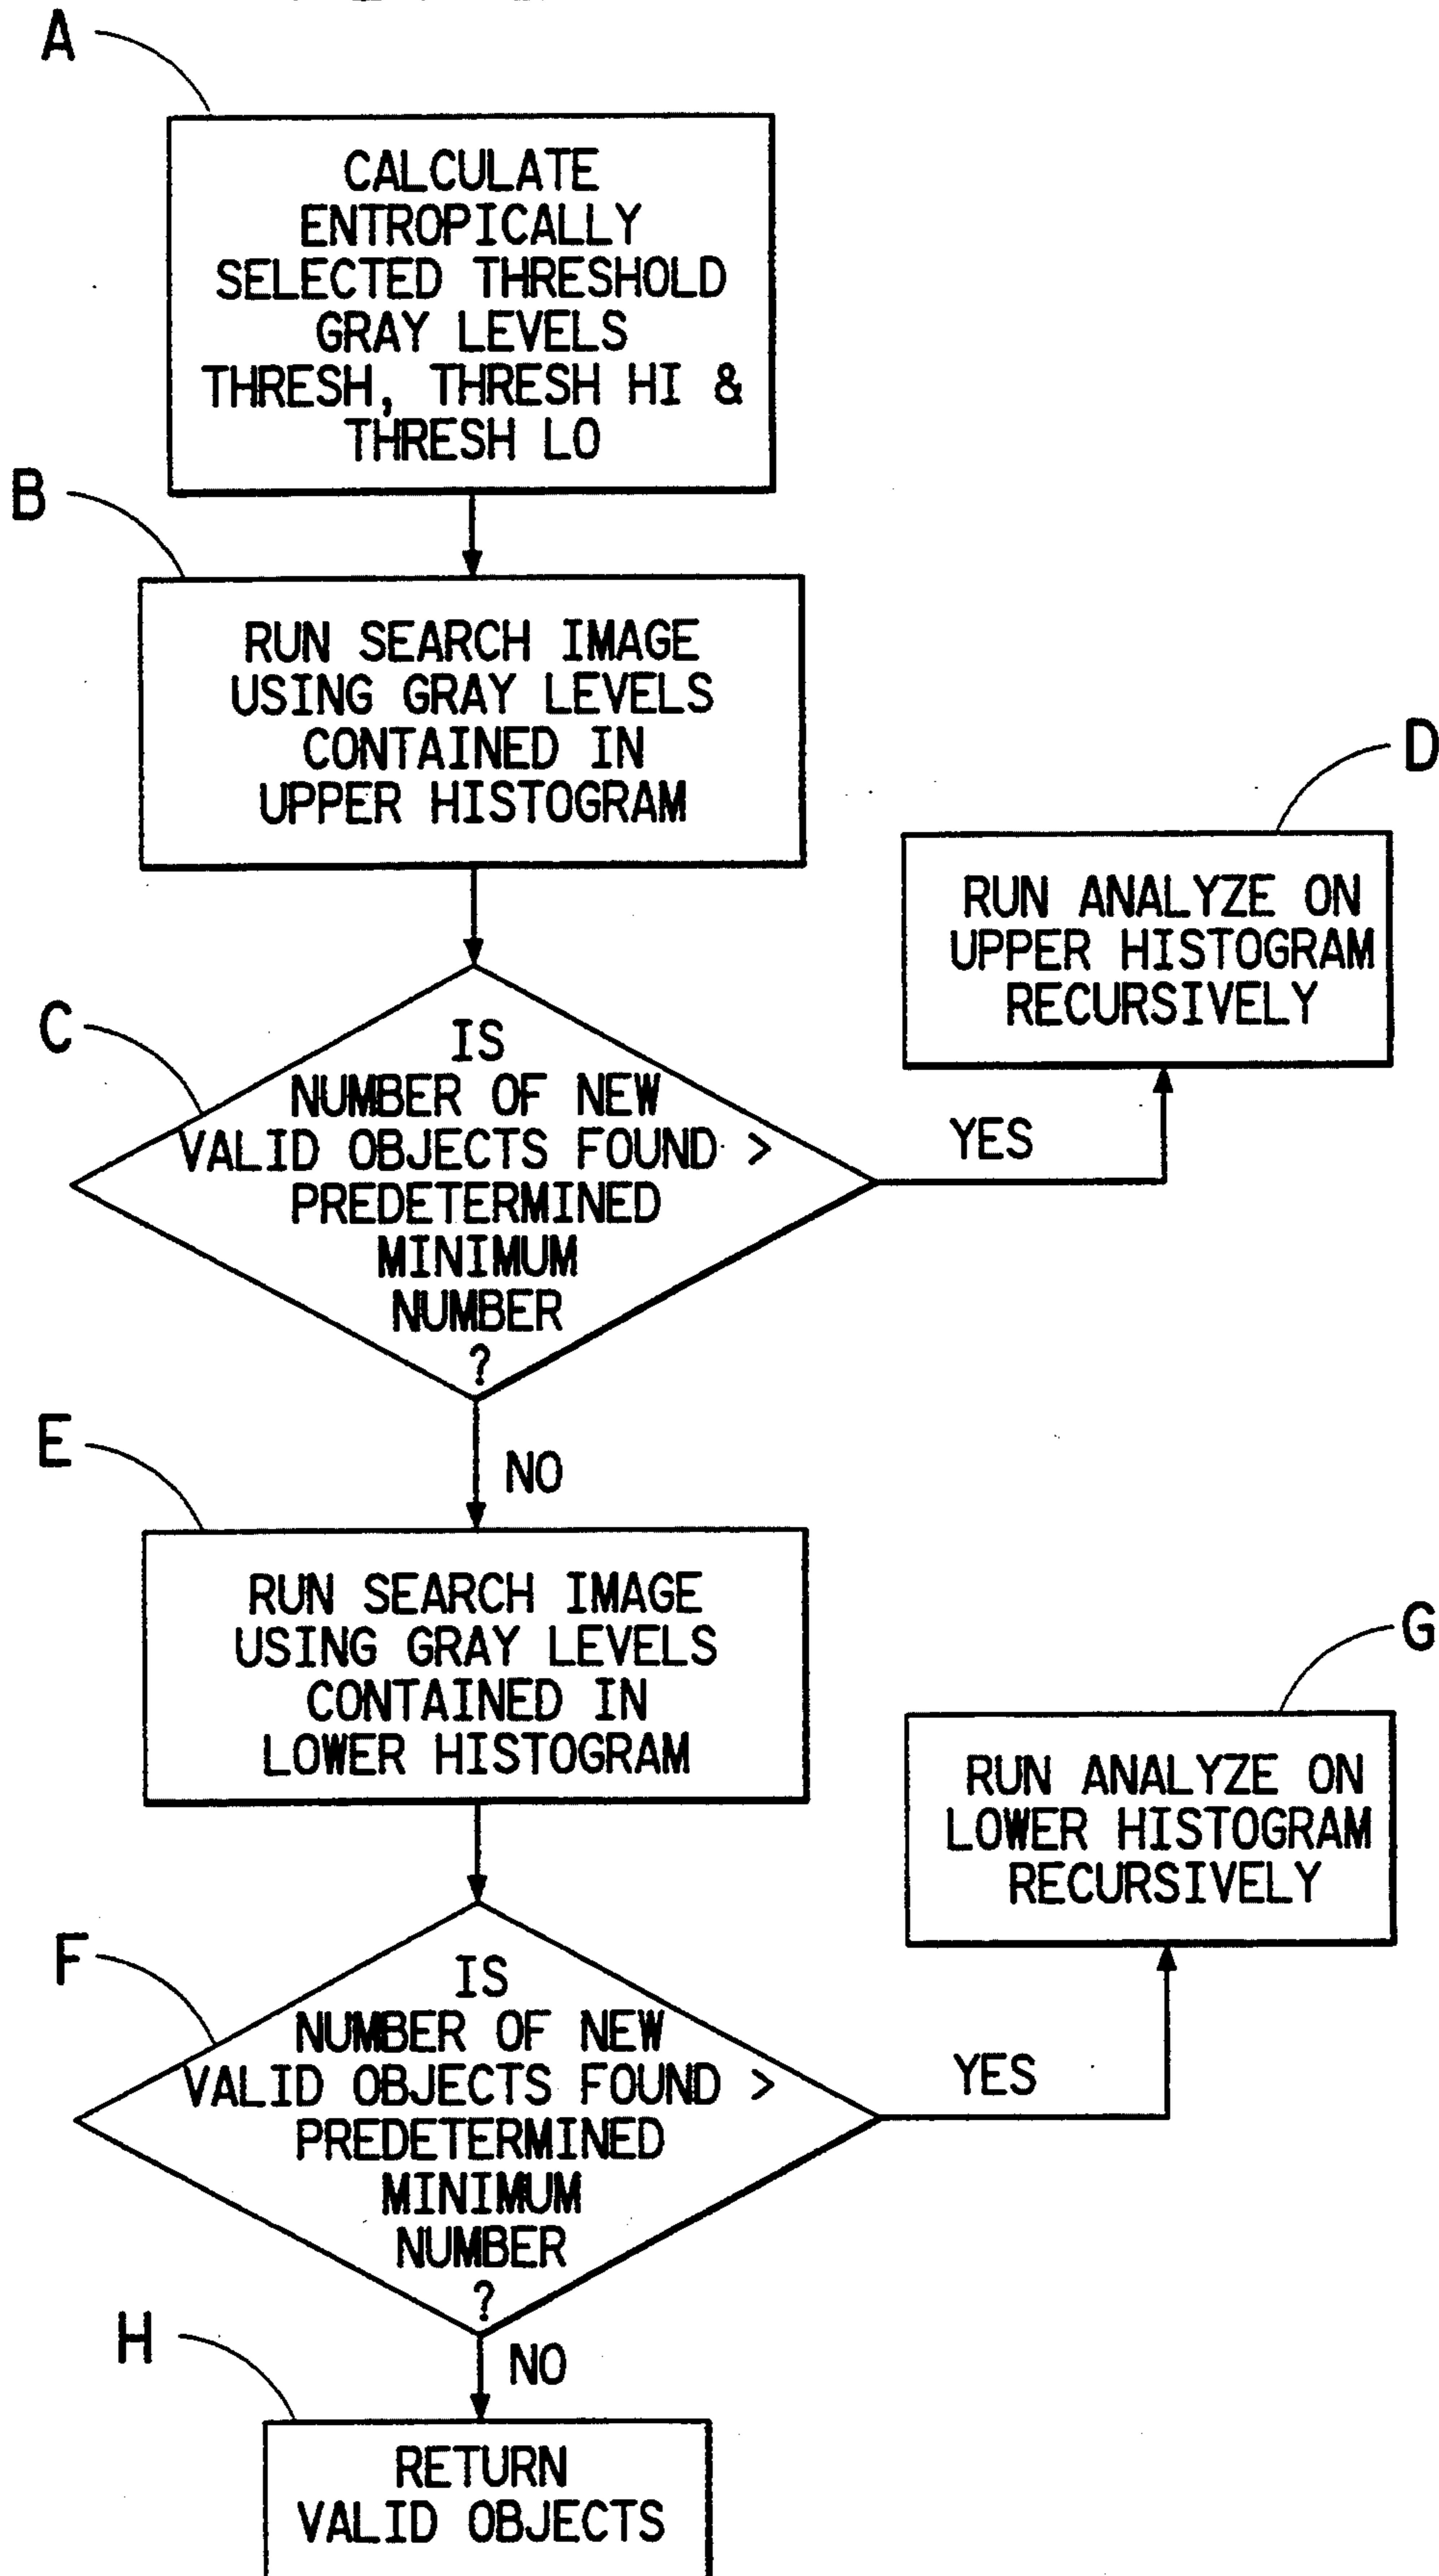 A
CALCULATE
ENTROPICALLY
SELECTED THRESHOLD
GRAY LEVELS
THRESH, THRESH HI &
THRESH LO
B
RUN SEARCH IMAGE
USING GRAY LEVELS
CONTAINED IN
UPPER HISTOGRAM
D
RUN ANALYZE ON
UPPER HISTOGRAM
RECURSIVELY
C
IS
NUMBER OF NEW
VALID OBJECTS FOUND >
PREDETERMINED
MINIMUM
NUMBER
?
YES
NO
E
RUN SEARCH IMAGE
USING GRAY LEVELS
CONTAINED IN
LOWER HISTOGRAM
G
RUN ANALYZE ON
LOWER HISTOGRAM
RECURSIVELY
F
IS
NUMBER OF NEW
VALID OBJECTS FOUND >
PREDETERMINED
MINIMUM
NUMBER
?
YES
NO
H
RETURN
VALID OBJECTS